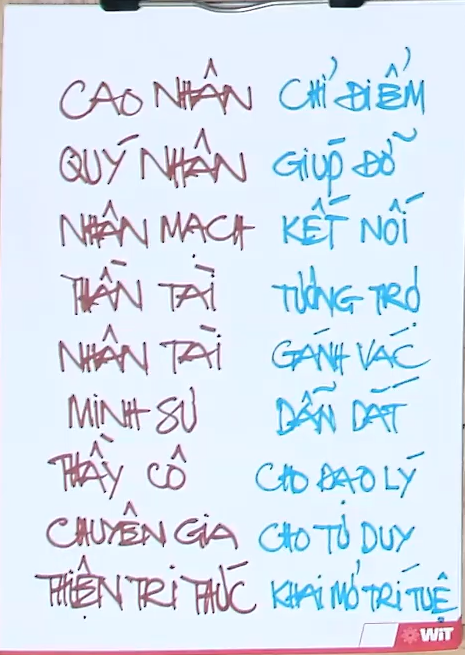 CAO NHÂN CHỈ ĐIỂM
QUÝ NHÂN GIÚP ĐỠ
NHÂN MẠCH KẾT NỐI
THẦN TÀI TƯƠNG TRỢ
NHÂN TÀI GÁNH VÁC
MINH SƯ DẪN DẮT
THẦY CÔ CHO ĐẠO LÝ
CHUYÊN GIA CHO TƯ DUY
THIỆN TRI THỨC KHAI MỞ TRÍ TUỆ
WIT